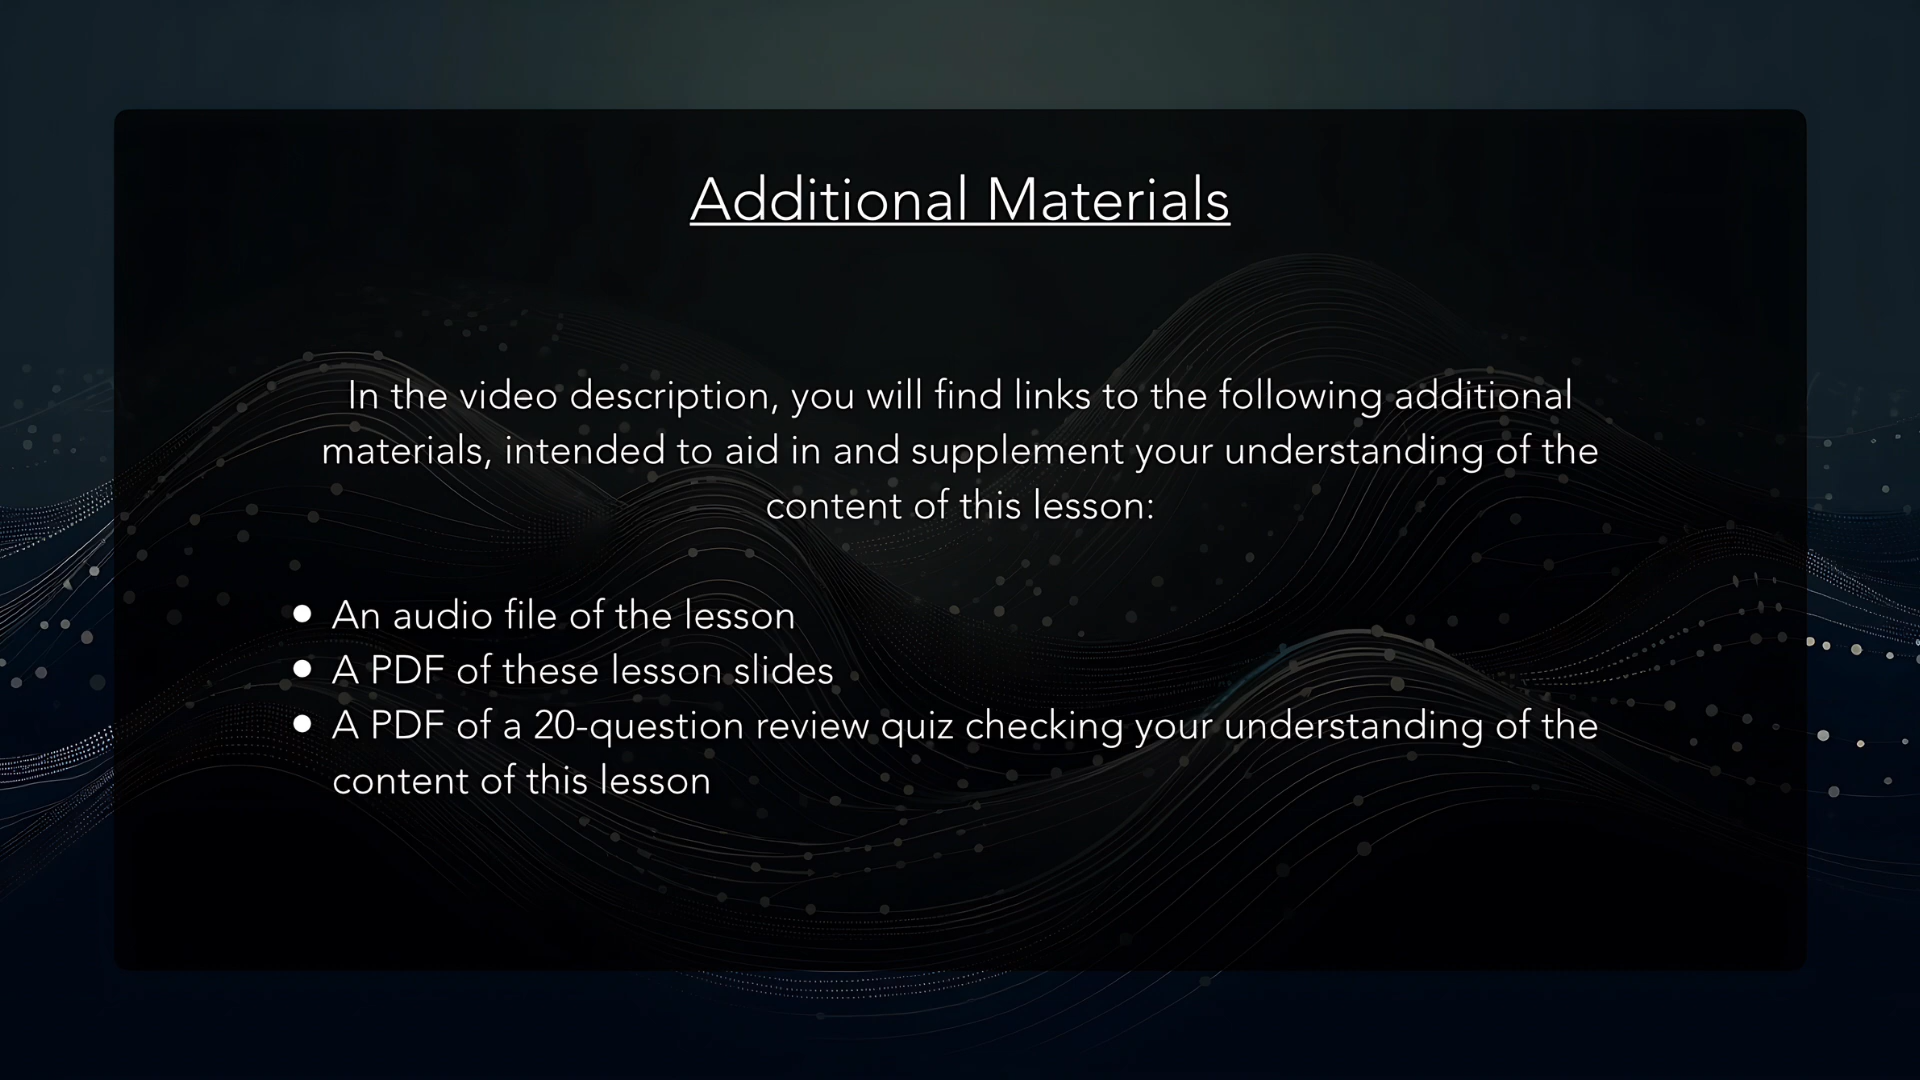 Additional Materials
In the video description, you will find links to the following additional
materials, intended to aid in and supplement your understanding of the
content of this lesson:
● An audio file of the lesson
● A PDF of these lesson slides
● A PDF of a 20-question review quiz checking your understanding of the
content of this lesson